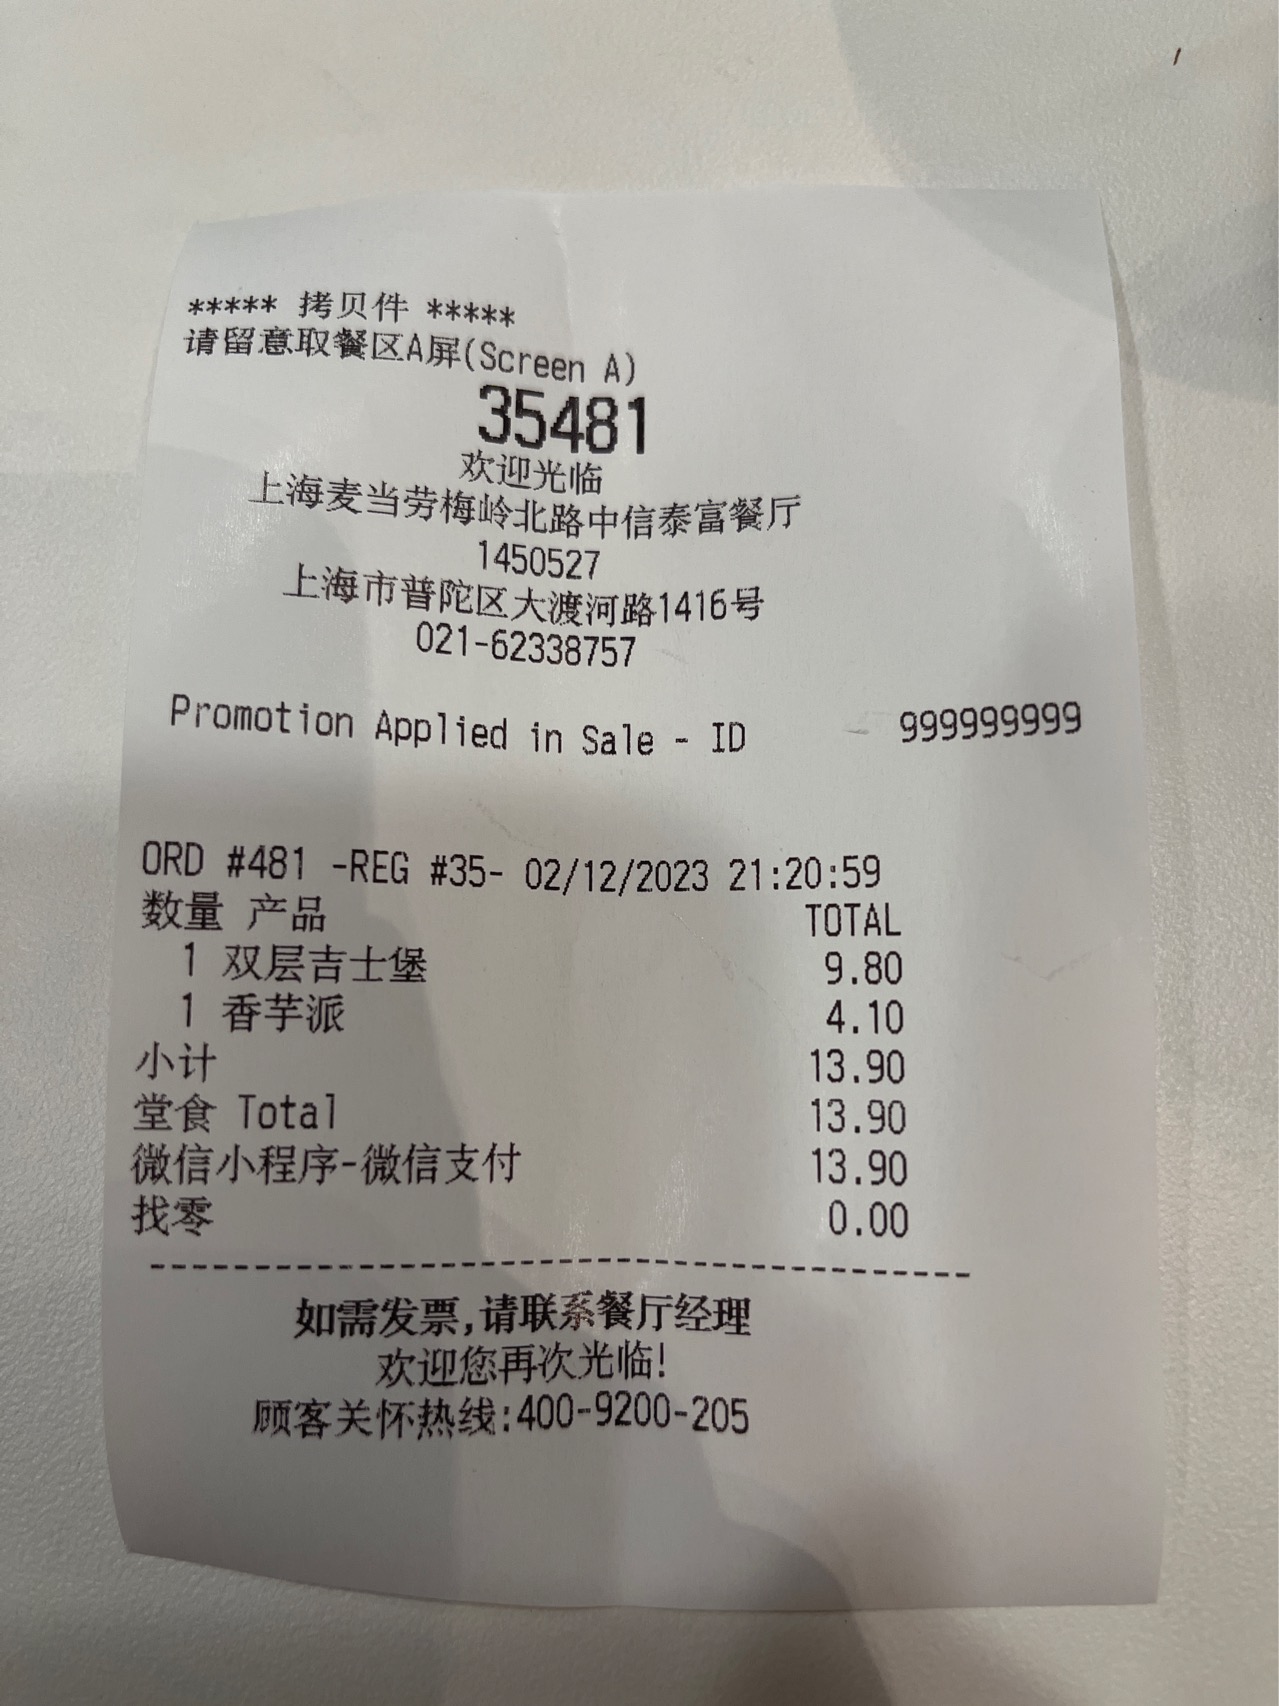 ***** 拷贝件 *****
请留意取餐区A屏(Screen A)
35481
欢迎光临
上海麦当劳梅岭北路中信泰富餐厅
1450527
上海市普陀区大渡河路1416号
021-62338757
Promotion Applied in Sale - ID 999999999
ORD #481 -REG #35- 02/12/2023 21:20:59
数量 产品 TOTAL
1 双层吉士堡 9.80
1 香芋派 4.10
小计 13.90
堂食 Total 13.90
微信小程序-微信支付 13.90
找零 0.00
如需发票,请联系餐厅经理
欢迎您再次光临!
顾客关怀热线:400-9200-205